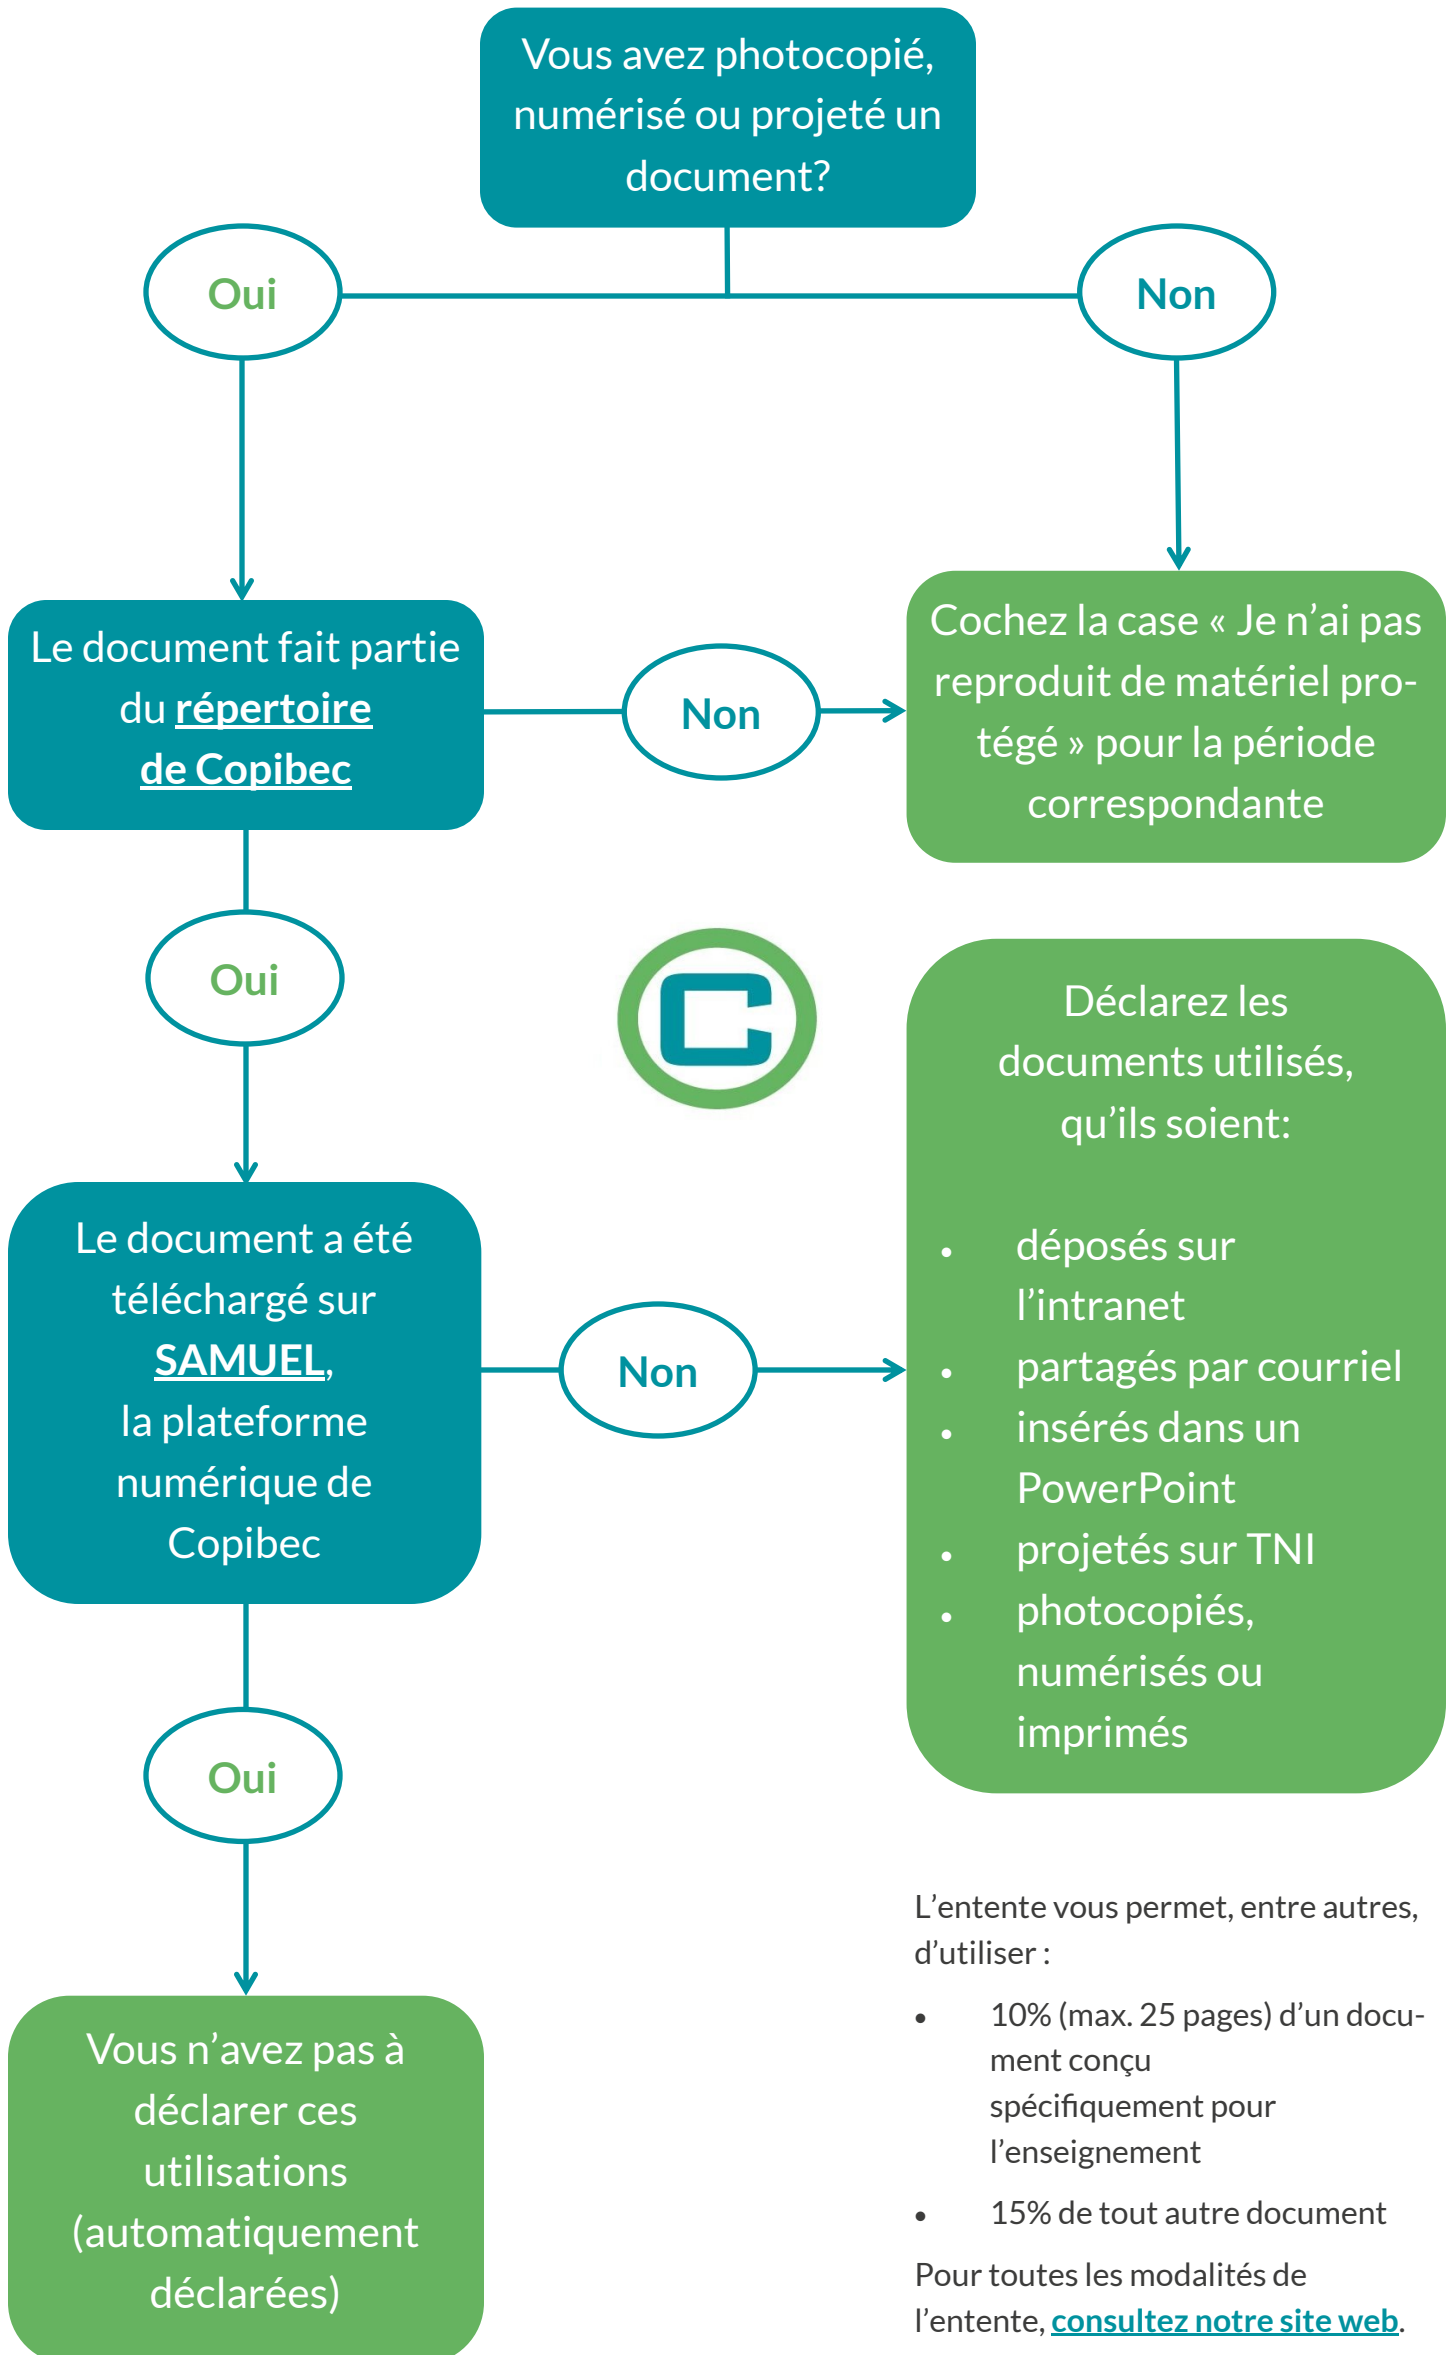 Vous avez photocopié,
numérisé ou projeté un
document?
Oui
Non
Le document fait partie
du répertoire
de Copibec
Non
Cochez la case « Je n’ai pas
reproduit de matériel pro-
tégé » pour la période
correspondante
Oui
C
Déclarez les
documents utilisés,
qu’ils soient:
• déposés sur
l’intranet
• partagés par courriel
• insérés dans un
PowerPoint
• projetés sur TNI
• photocopiés,
numérisés ou
imprimés
Le document a été
téléchargé sur
SAMUEL,
la plateforme
numérique de
Copibec
Non
Oui
Vous n’avez pas à
déclarer ces
utilisations
(automatiquement
déclarées)
L’entente vous permet, entre autres,
d’utiliser :
• 10% (max. 25 pages) d’un docu-
ment conçu
spécifiquement pour
l’enseignement
• 15% de tout autre document
Pour toutes les modalités de
l’entente, consultez notre site web.